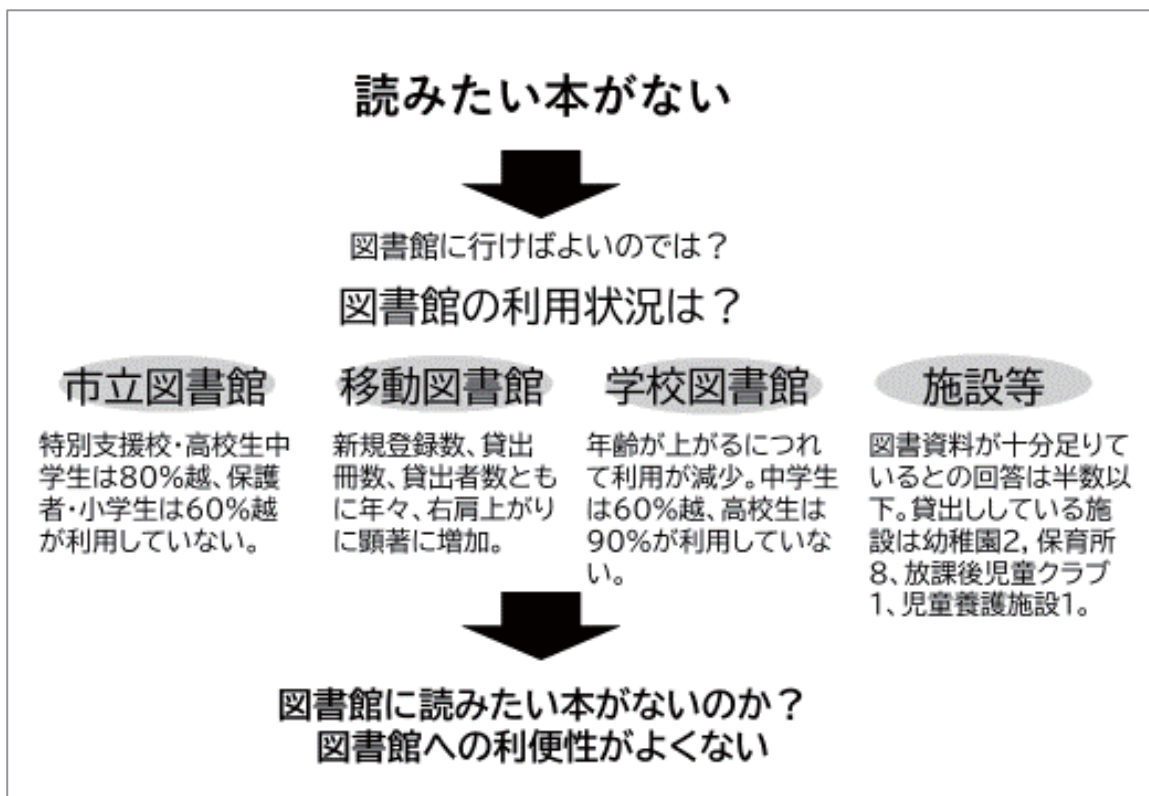 読みたい本がない
図書館に行けばよいのでは？
図書館の利用状況は？
市立図書館
特別支援校・高校生中
学生は80%越、保護
者・小学生は60%越
が利用していない。
移動図書館
新規登録数、貸出
冊数、貸出者数とも
に年々、右肩上がり
に顕著に増加。
学校図書館
年齢が上がるにつれ
て利用が減少。中学生
は60%越、高校生は
90%が利用していな
い。
施設等
図書資料が十分足りて
いるとの回答は半数以
下。貸出ししている施
設は幼稚園2，保育所
8、放課後児童クラブ
1、児童養護施設1。
図書館に読みたい本がないのか？
図書館への利便性がよくない